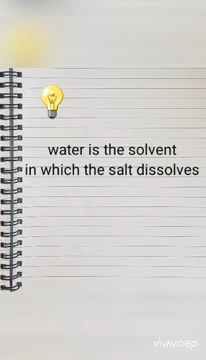 water is the solvent
in which the salt dissolves
VIVAVIDEO